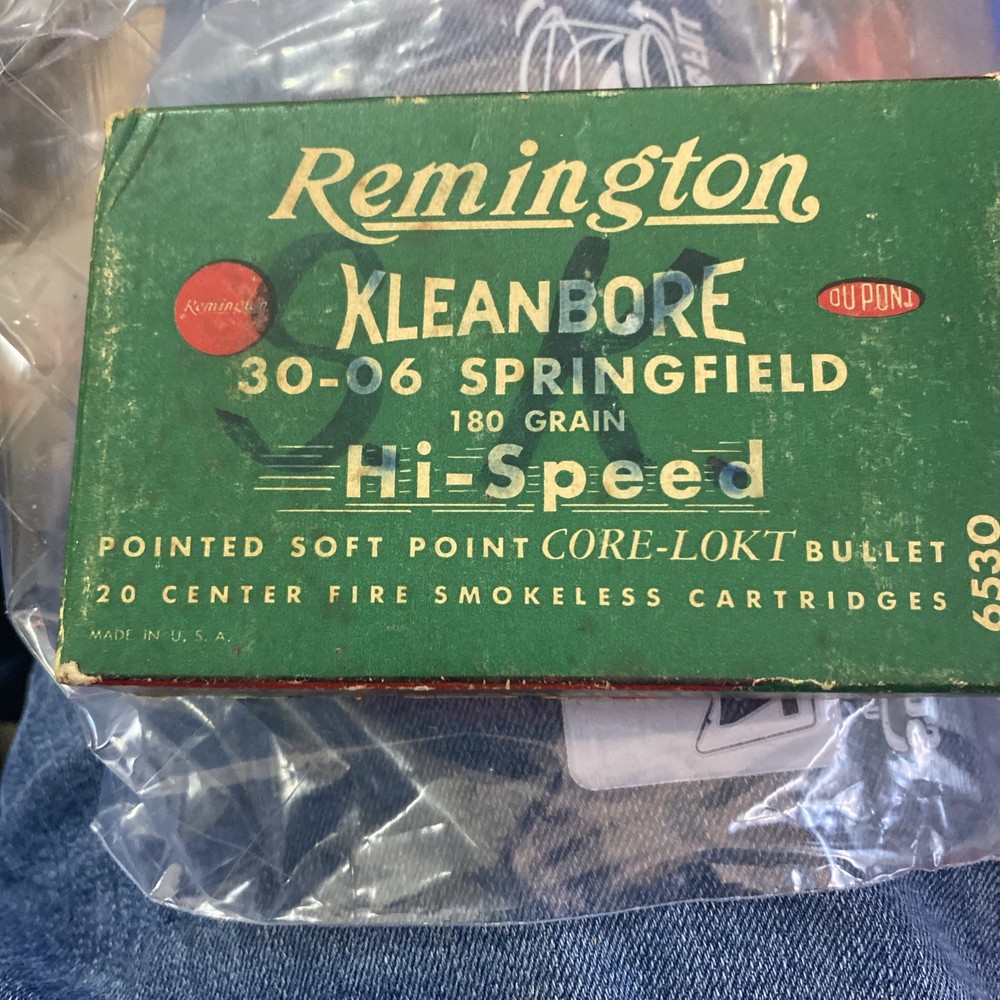 Remington
Remington
KLEANBORE
DU PONT
30-06 SPRINGFIELD
180 GRAIN
Hi-Speed
POINTED SOFT POINT CORE-LOKT BULLET
20 CENTER FIRE SMOKELESS CARTRIDGES
MADE IN U. S. A.
6530
SK